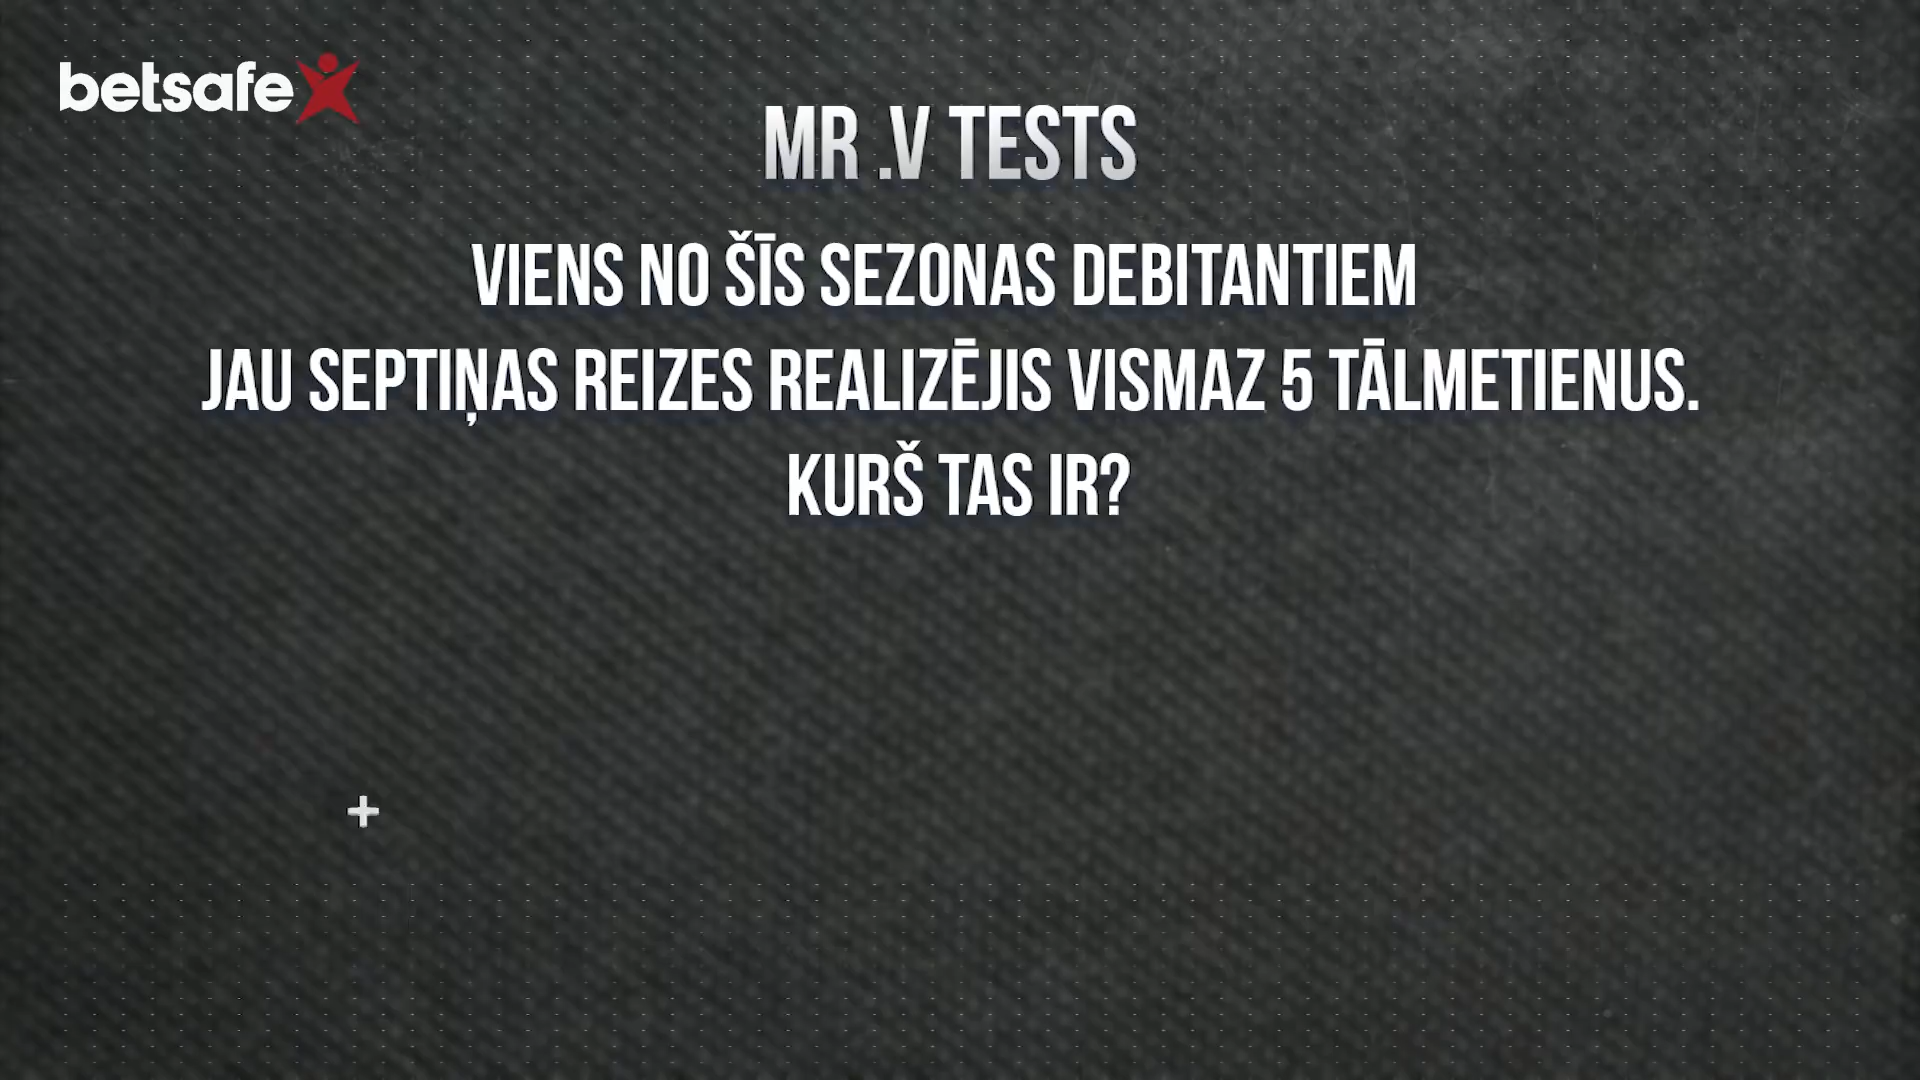 betsafe
MR .V TESTS
VIENS NO ŠĪS SEZONAS DEBITANTIEM
JAU SEPTIŅAS REIZES REALIZĒJIS VISMAZ 5 TĀLMETIENUS.
KURŠ TAS IR?